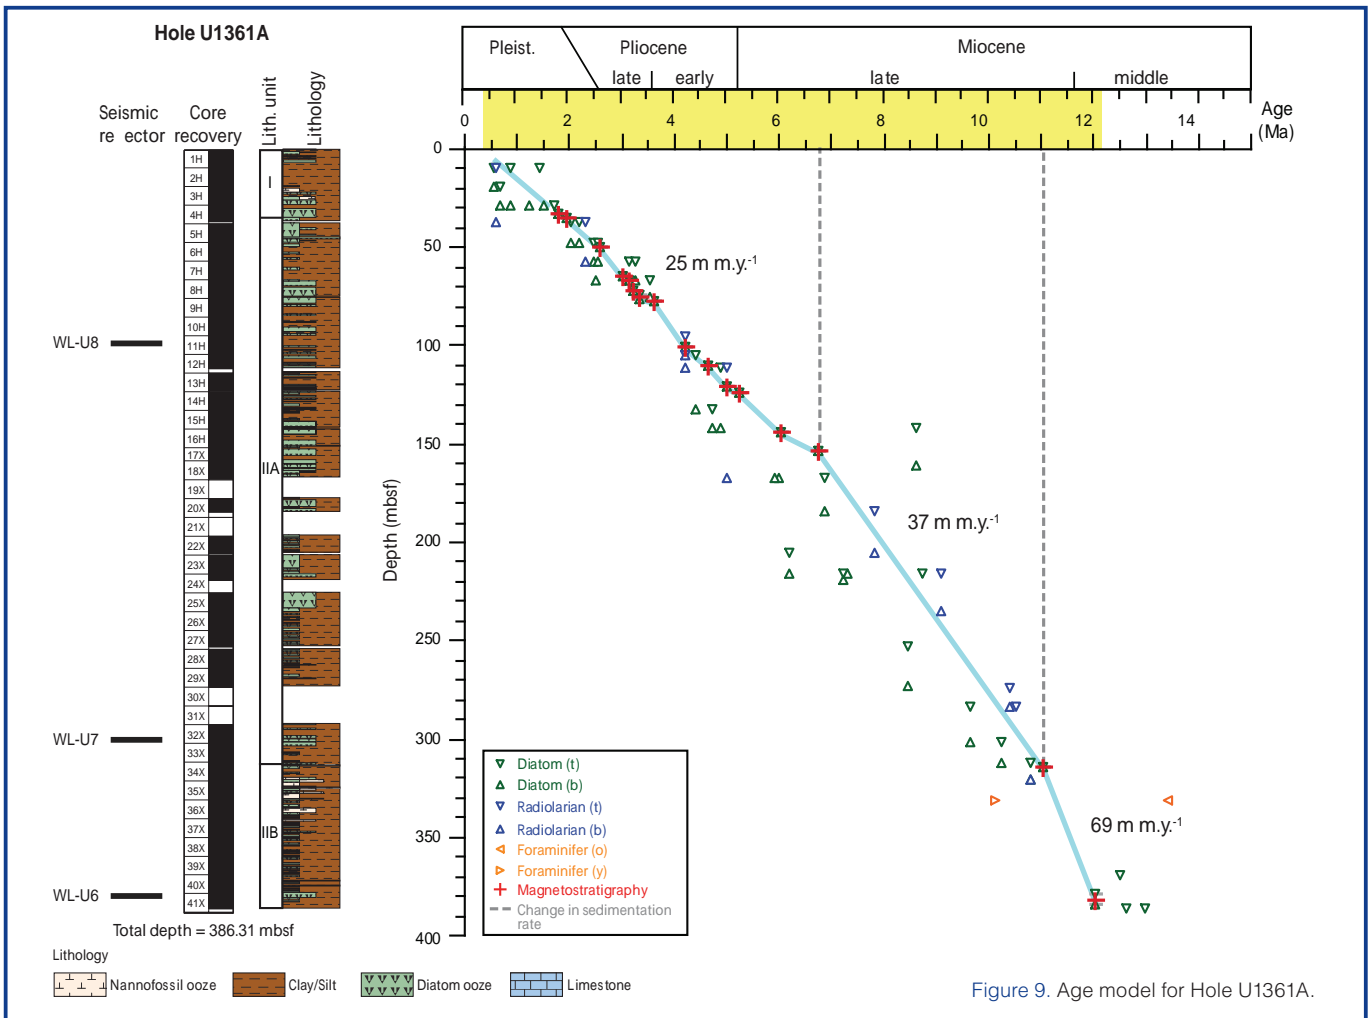 Hole U1361A
Seismic
re ector
Core
recovery
Lith. unit
Lithology
1H
2H
3H
4H
5H
6H
7H
8H
9H
10H
11H
12H
13H
14H
15H
16H
17X
18X
19X
20X
21X
22X
23X
24X
25X
26X
27X
28X
29X
30X
31X
32X
33X
34X
35X
36X
37X
38X
39X
40X
41X
I
IIA
IIB
WL-U8
WL-U7
WL-U6
Total depth = 386.31 mbsf
Lithology
Nannofossil ooze
Clay/Silt
Diatom ooze
Limestone
Pleist.
Pliocene
Miocene
late
early
late
middle
0 2 4 6 8 10 12 14
Age
(Ma)
Depth (mbsf)
0
50
100
150
200
250
300
350
400
25 m m.y.-1
37 m m.y.-1
69 m m.y.-1
Diatom (t)
Diatom (b)
Radiolarian (t)
Radiolarian (b)
Foraminifer (o)
Foraminifer (y)
Magnetostratigraphy
Change in sedimentation
rate
Figure 9. Age model for Hole U1361A.